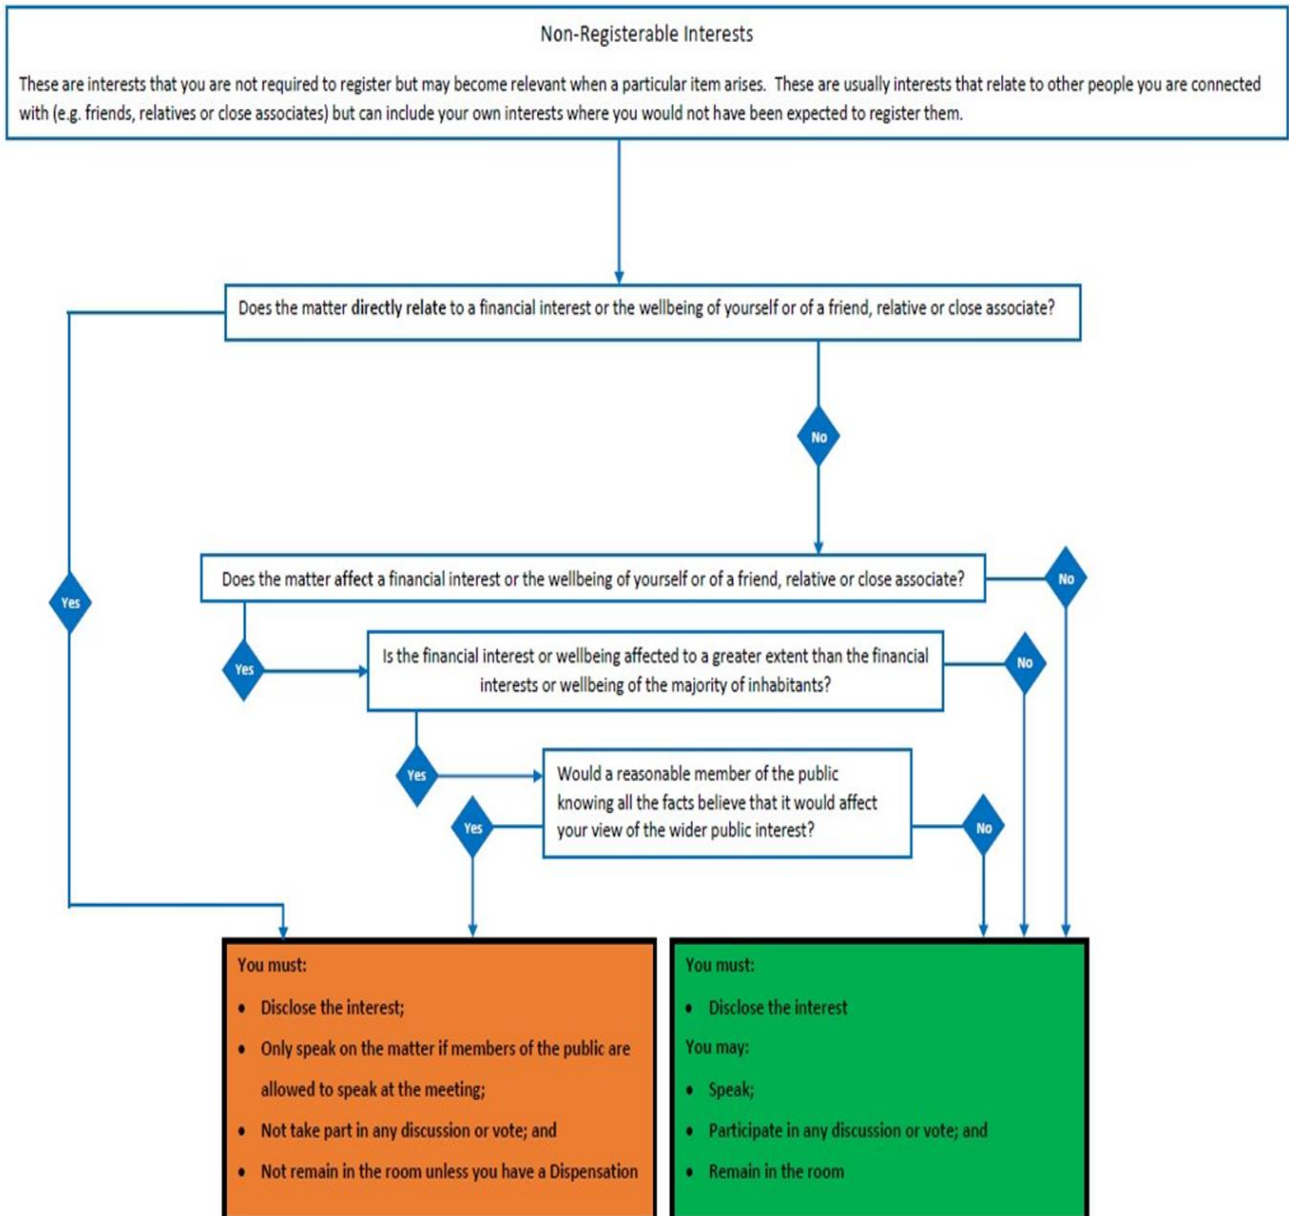 Non-Registerable Interests
These are interests that you are not required to register but may become relevant when a particular item arises.  These are usually interests that relate to other people you are connected
with (e.g. friends, relatives or close associates) but can include your own interests where you would not have been expected to register them.
Does the matter directly relate to a financial interest or the wellbeing of yourself or of a friend, relative or close associate?
No
Does the matter affect a financial interest or the wellbeing of yourself or of a friend, relative or close associate?
No
Yes
Is the financial interest or wellbeing affected to a greater extent than the financial
interests or wellbeing of the majority of inhabitants?
No
Yes
Yes
Would a reasonable member of the public
knowing all the facts believe that it would affect
your view of the wider public interest?
Yes
No
You must:
• Disclose the interest;
• Only speak on the matter if members of the public are
allowed to speak at the meeting;
• Not take part in any discussion or vote; and
• Not remain in the room unless you have a Dispensation
You must:
• Disclose the interest
You may:
• Speak;
• Participate in any discussion or vote; and
• Remain in the room